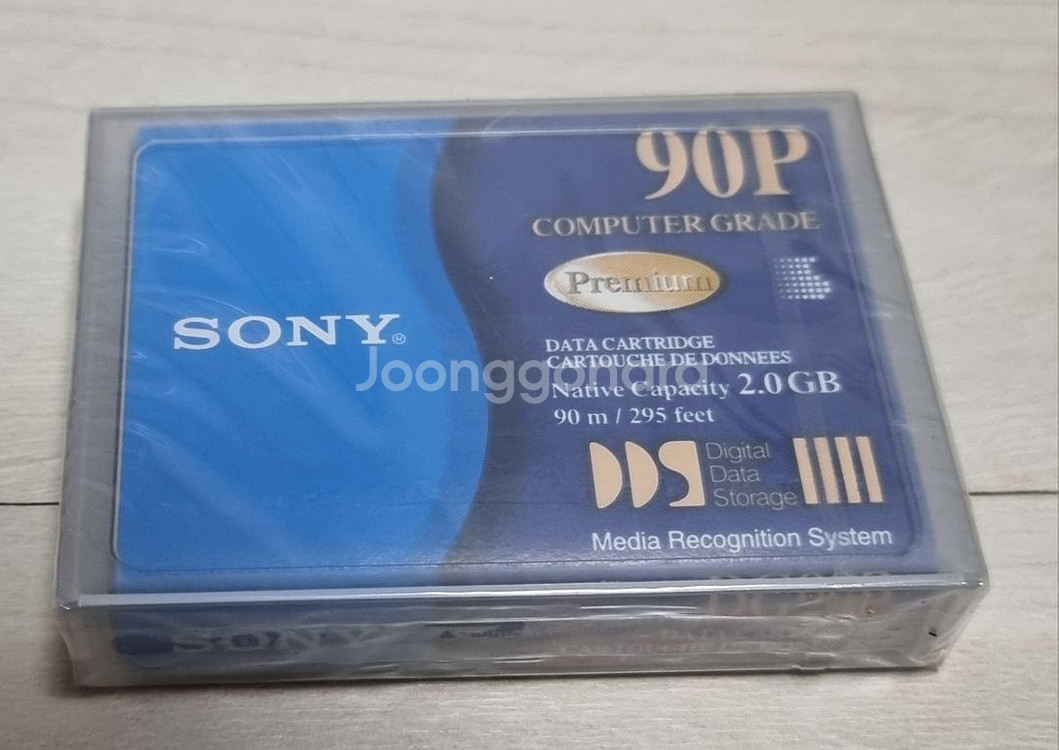 90P
COMPUTER GRADE
Premium
SONY®
DATA CARTRIDGE
CARTOUCHE DE DONNEES
Joonggonara
Native Capacity 2.0 GB
90 m / 295 feet
DDS Digital
Data
Storage
Media Recognition System
SONY